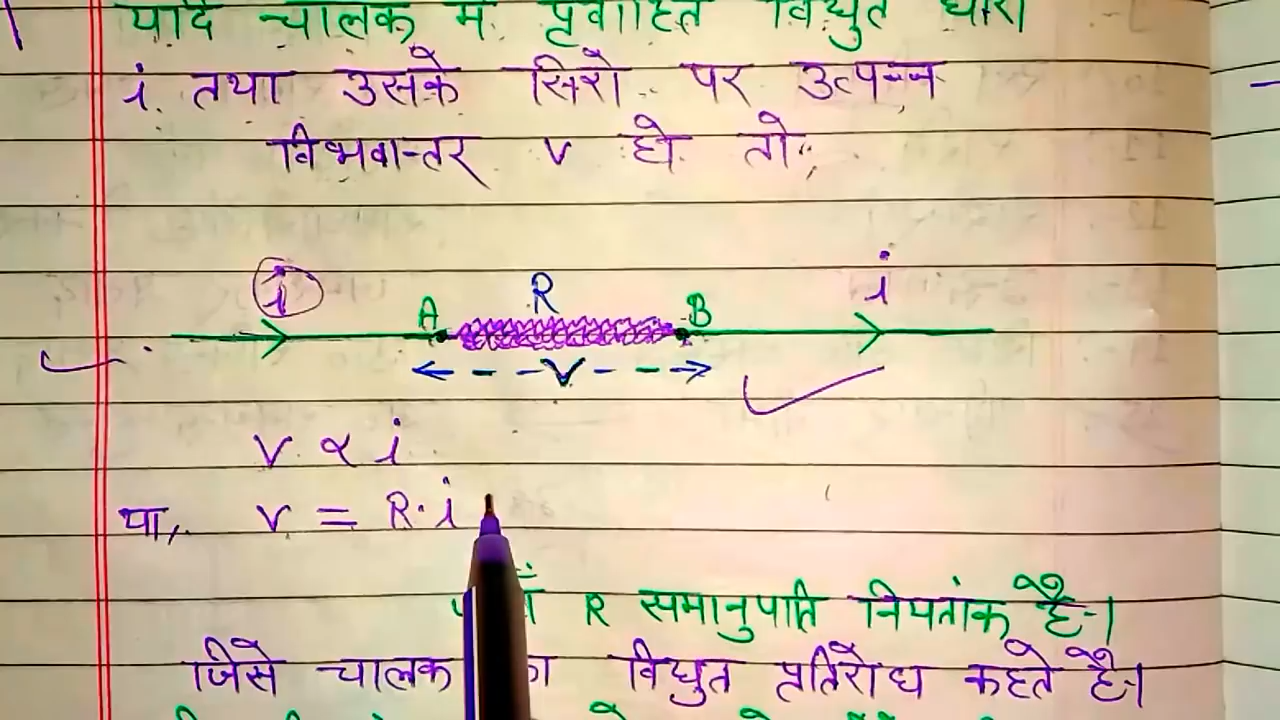 यदि चालक में प्रवाहित विद्युत धारा
i तथा उसके सिरो पर उत्पन्न
विभवान्तर V हो तो,
i A R B i
V
V ∝ i
या, V = R·i
R समानुपाति नियतांक है।
जिसे चालक का विद्युत प्रतिरोध कहते है।